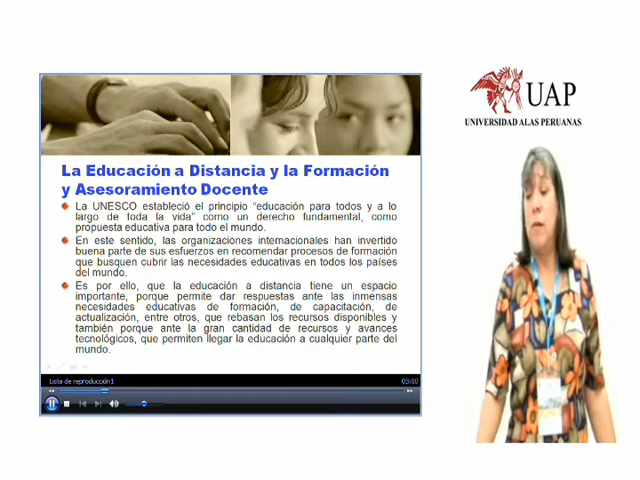 UAP
UNIVERSIDAD ALAS PERUANAS
La Educación a Distancia y la Formación
y Asesoramiento Docente
La UNESCO estableció el principio “educación para todos y a lo
largo de toda la vida” como un derecho fundamental, como
propuesta educativa para todo el mundo.
En este sentido, las organizaciones internacionales han invertido
buena parte de sus esfuerzos en recomendar procesos de formación
que busquen cubrir las necesidades educativas en todos los países
del mundo.
Es por ello, que la educación a distancia tiene un espacio
importante, porque permite dar respuestas ante las inmensas
necesidades educativas de formación, de capacitación, de
actualización, entre otros, que rebasan los recursos disponibles y
también porque ante la gran cantidad de recursos y avances
tecnológicos, que permiten llegar la educación a cualquier parte del
mundo.
Lista de reproducción1
03:00